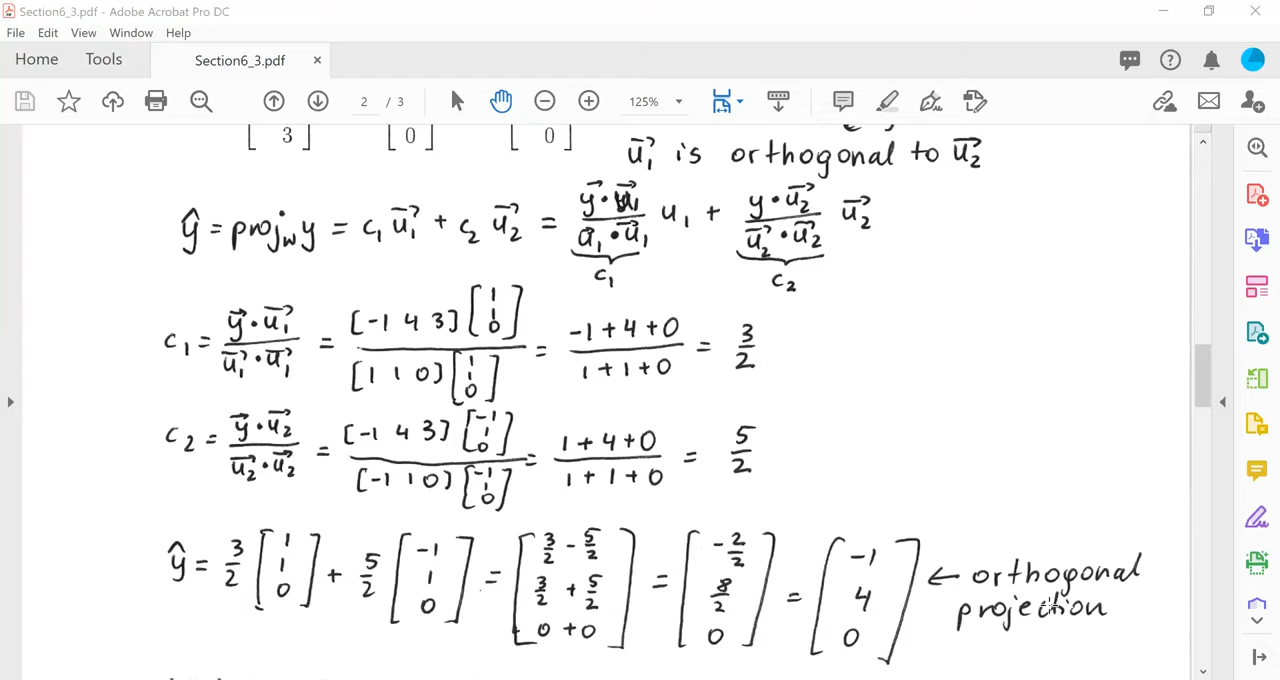 Section6_3.pdf - Adobe Acrobat Pro DC
File Edit View Window Help
Home Tools Section6_3.pdf ×
2 / 3 125%
[3] [0] [0]
u₁⃗ is orthogonal to u₂⃗
ŷ = proj_w y = c₁ u₁⃗ + c₂ u₂⃗ = (y⃗ · u₁⃗)/(u₁⃗ · u₁⃗) u₁ + (y · u₂⃗)/(u₂⃗ · u₂⃗) u₂⃗
c₁ c₂
c₁ = (y⃗ · u₁⃗)/(u₁⃗ · u₁⃗) = ([-1 4 3] [1 1 0])/([1 1 0] [1 1 0]) = (-1 + 4 + 0)/(1 + 1 + 0) = 3/2
c₂ = (y⃗ · u₂⃗)/(u₂⃗ · u₂⃗) = ([-1 4 3] [-1 1 0])/([-1 1 0] [-1 1 0]) = (1 + 4 + 0)/(1 + 1 + 0) = 5/2
ŷ = 3/2 [1 1 0] + 5/2 [-1 1 0] = [3/2 - 5/2 3/2 + 5/2 0 + 0] = [-2/2 8/2 0] = [-1 4 0] ← orthogonal projection